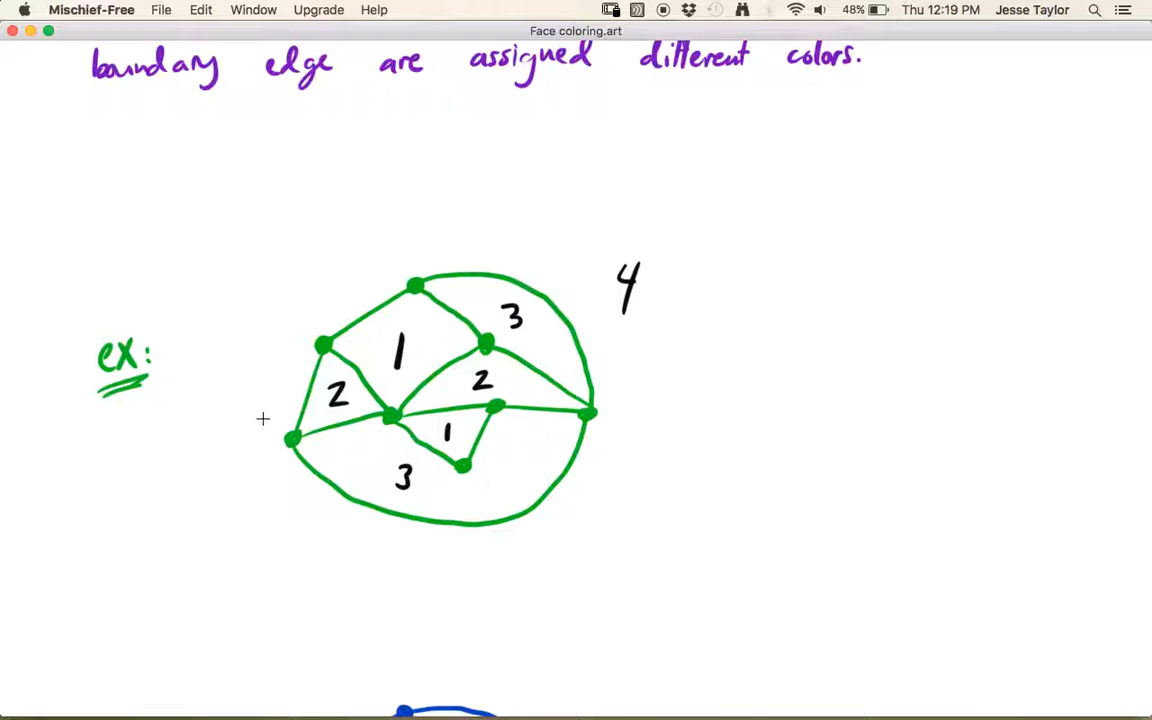 Mischief-Free File Edit Window Upgrade Help 48% Thu 12:19 PM Jesse Taylor
Face coloring.art
boundary edge are assigned different colors.
4
3
1
ex:
2
2
1
3